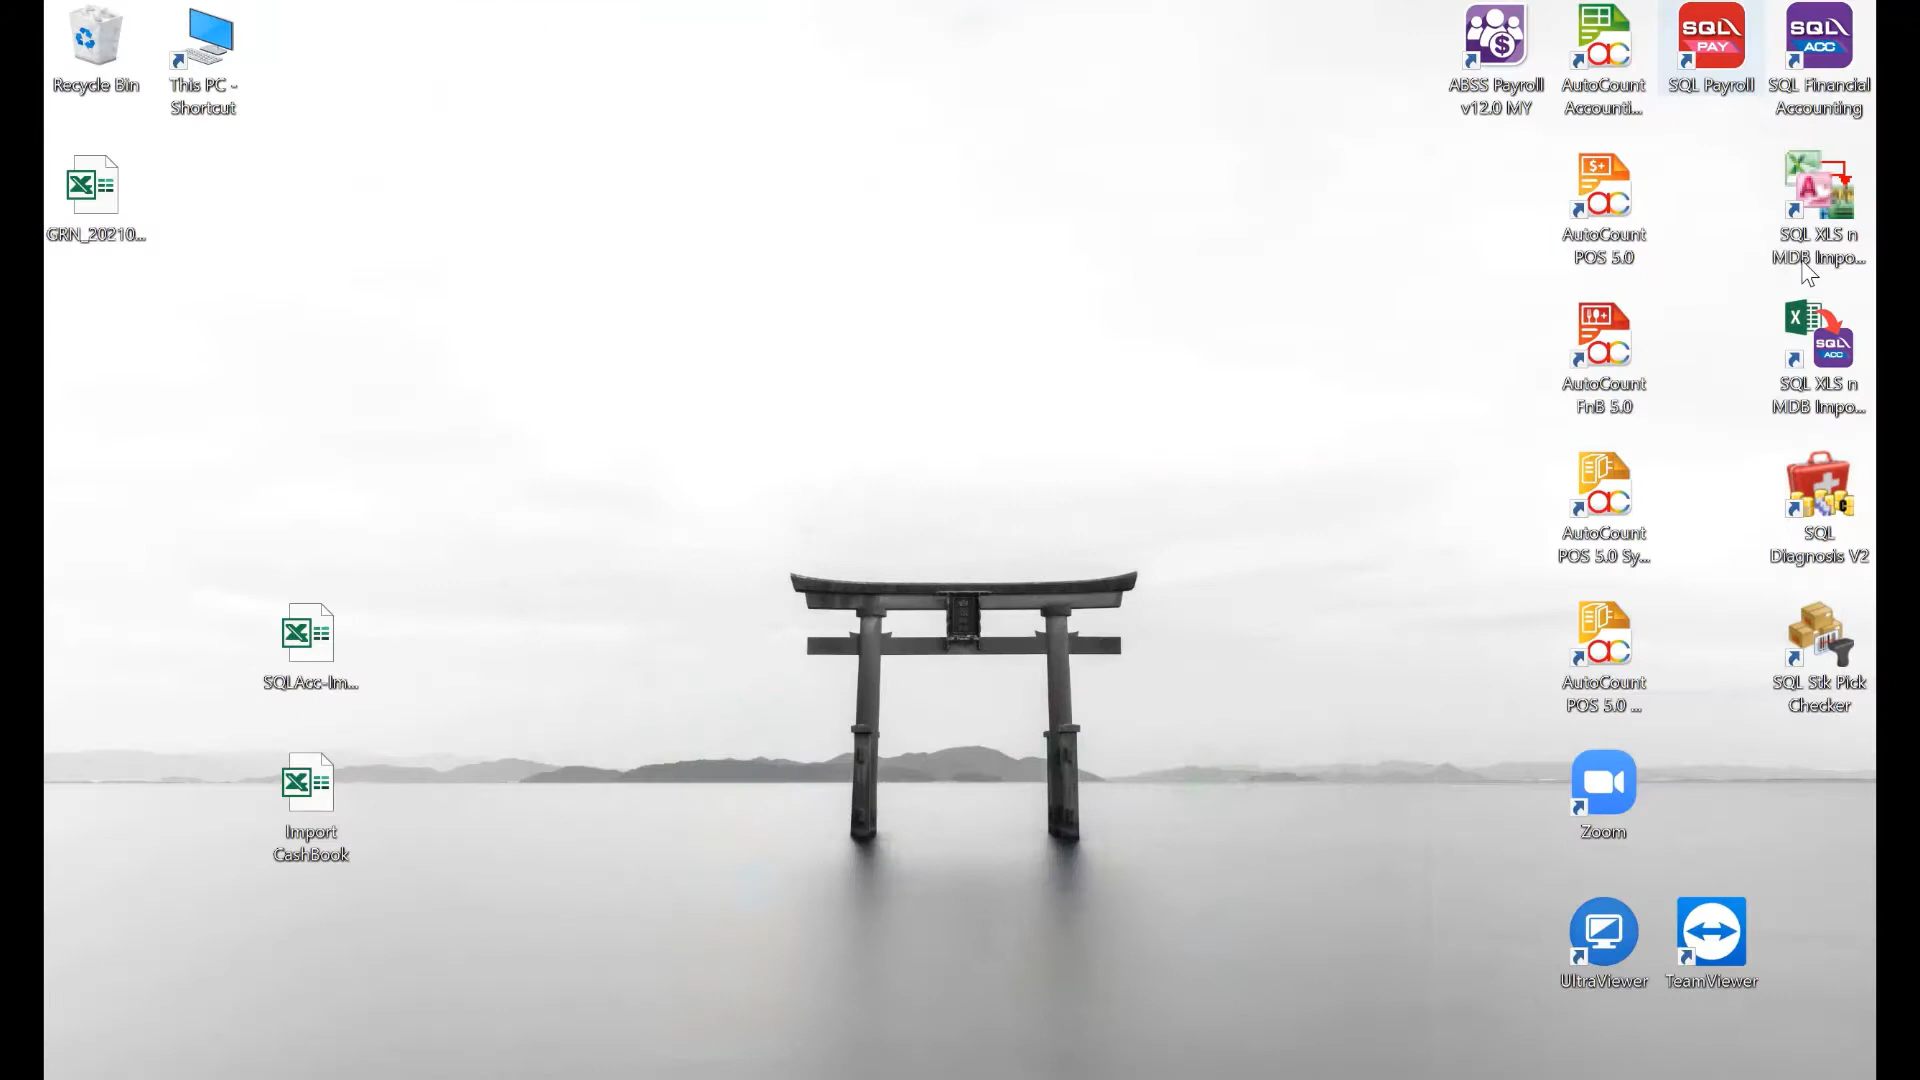 Recycle Bin
This PC -
Shortcut
GRN_20210...
SQLAcc-Im...
Import
CashBook
ABSS Payroll
v12.0 MY
AutoCount
Accounti...
SQL
PAY
SQL Payroll
SQL
ACC
SQL Financial
Accounting
AutoCount
POS 5.0
SQL XLS n
MDB Impo...
AutoCount
FnB 5.0
SQL
ACC
SQL XLS n
MDB Impo...
AutoCount
POS 5.0 Sy...
SQL
Diagnosis V2
AutoCount
POS 5.0 ...
SQL Stk Pick
Checker
Zoom
UltraViewer
TeamViewer